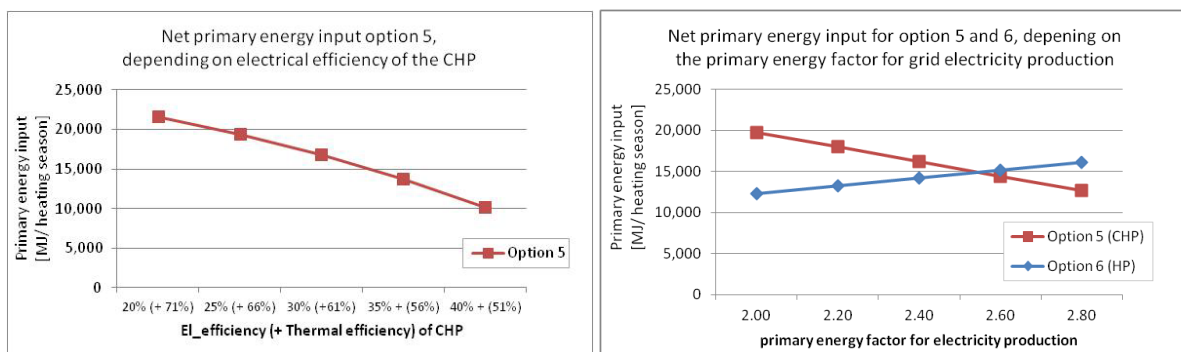 Net primary energy input option 5,
depending on electrical efficiency of the CHP
Primary energy input
[MJ/ heating season]
25,000
20,000
15,000
10,000
5,000
0
Option 5
20% (+ 71%) 25% (+ 66%) 30% (+61%) 35% + (56%) 40% + (51%)
El_efficiency (+ Thermal efficiency) of CHP
Net primary energy input for option 5 and 6, depening on
the primary energy factor for grid electricity production
Primary energy input
[MJ/ heating season]
25,000
20,000
15,000
10,000
5,000
0
Option 5 (CHP)
Option 6 (HP)
2.00 2.20 2.40 2.60 2.80
primary energy factor for electricity production